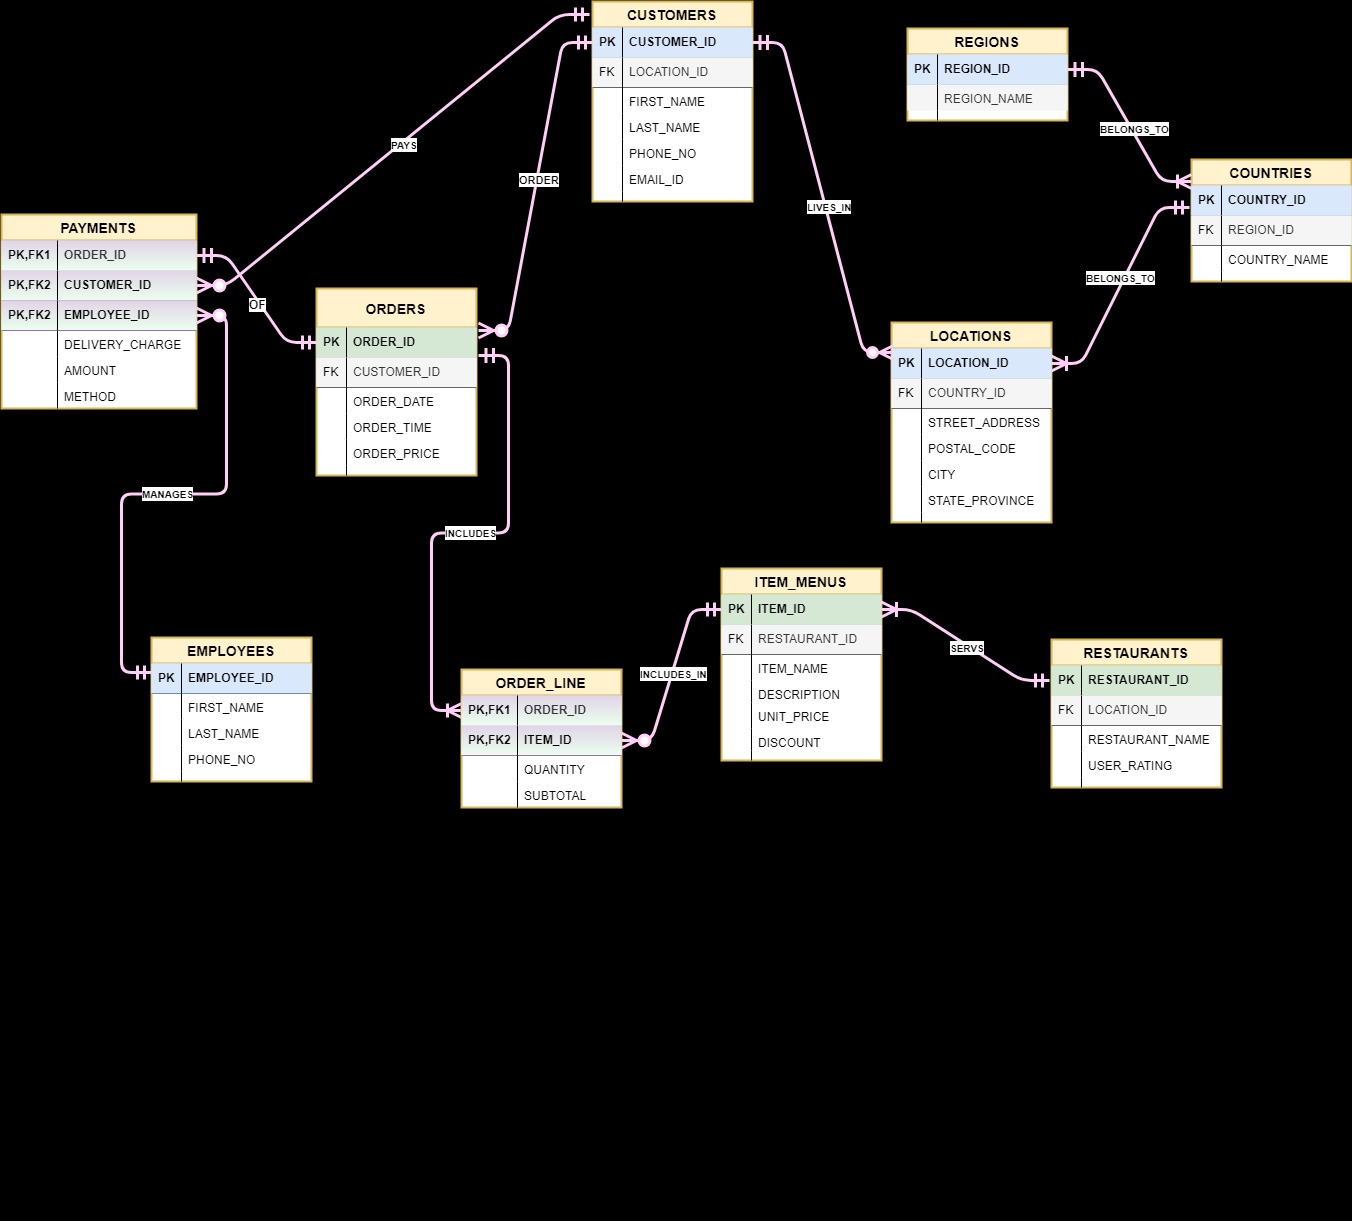 CUSTOMERS
PK CUSTOMER_ID
FK LOCATION_ID
FIRST_NAME
LAST_NAME
PHONE_NO
EMAIL_ID
REGIONS
PK REGION_ID
REGION_NAME
BELONGS_TO
PAYS
ORDER
LIVES_IN
COUNTRIES
PK COUNTRY_ID
FK REGION_ID
COUNTRY_NAME
BELONGS_TO
PAYMENTS
PK,FK1 ORDER_ID
PK,FK2 CUSTOMER_ID
PK,FK2 EMPLOYEE_ID
DELIVERY_CHARGE
AMOUNT
METHOD
OF
ORDERS
PK ORDER_ID
FK CUSTOMER_ID
ORDER_DATE
ORDER_TIME
ORDER_PRICE
LOCATIONS
PK LOCATION_ID
FK COUNTRY_ID
STREET_ADDRESS
POSTAL_CODE
CITY
STATE_PROVINCE
MANAGES
INCLUDES
EMPLOYEES
PK EMPLOYEE_ID
FIRST_NAME
LAST_NAME
PHONE_NO
ORDER_LINE
PK,FK1 ORDER_ID
PK,FK2 ITEM_ID
QUANTITY
SUBTOTAL
INCLUDES_IN
ITEM_MENUS
PK ITEM_ID
FK RESTAURANT_ID
ITEM_NAME
DESCRIPTION
UNIT_PRICE
DISCOUNT
SERVS
RESTAURANTS
PK RESTAURANT_ID
FK LOCATION_ID
RESTAURANT_NAME
USER_RATING